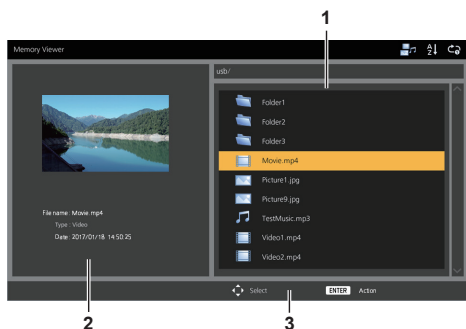 1
Memory Viewer
usb/
Folder1
Folder2
Folder3
Movie.mp4
Picture1.jpg
Picture9.jpg
TestMusic.mp3
Video1.mp4
Video2.mp4
File name : Movie.mp4
Type : Video
Date : 2017/01/18 14:50:25
Select ENTER Action
2 3